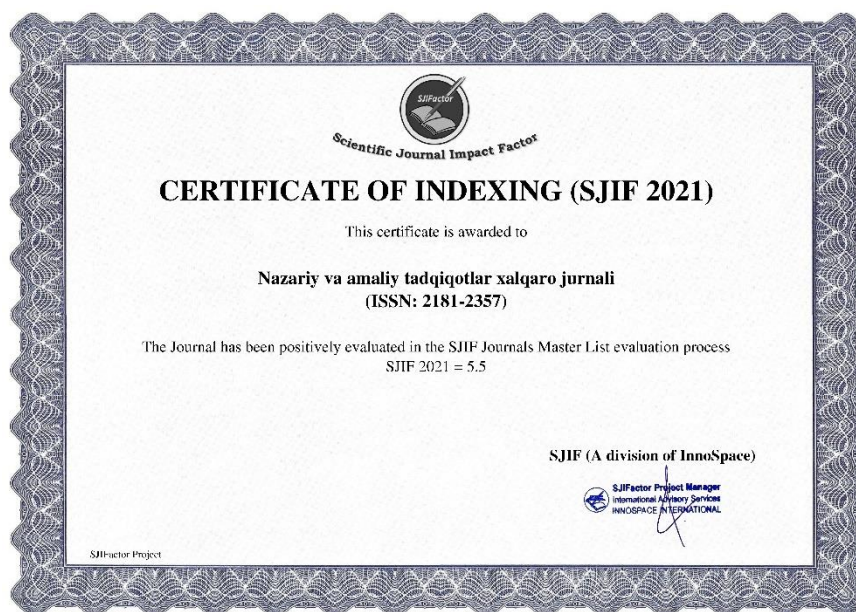 SJIFactor
Scientific Journal Impact Factor
CERTIFICATE OF INDEXING (SJIF 2021)
This certificate is awarded to
Nazariy va amaliy tadqiqotlar xalqaro jurnali
(ISSN: 2181-2357)
The Journal has been positively evaluated in the SJIF Journals Master List evaluation process
SJIF 2021 = 5.5
SJIF (A division of InnoSpace)
SJIFactor Project Manager
International Advisory Services
INNOSPACE INTERNATIONAL
SJIFactor Project